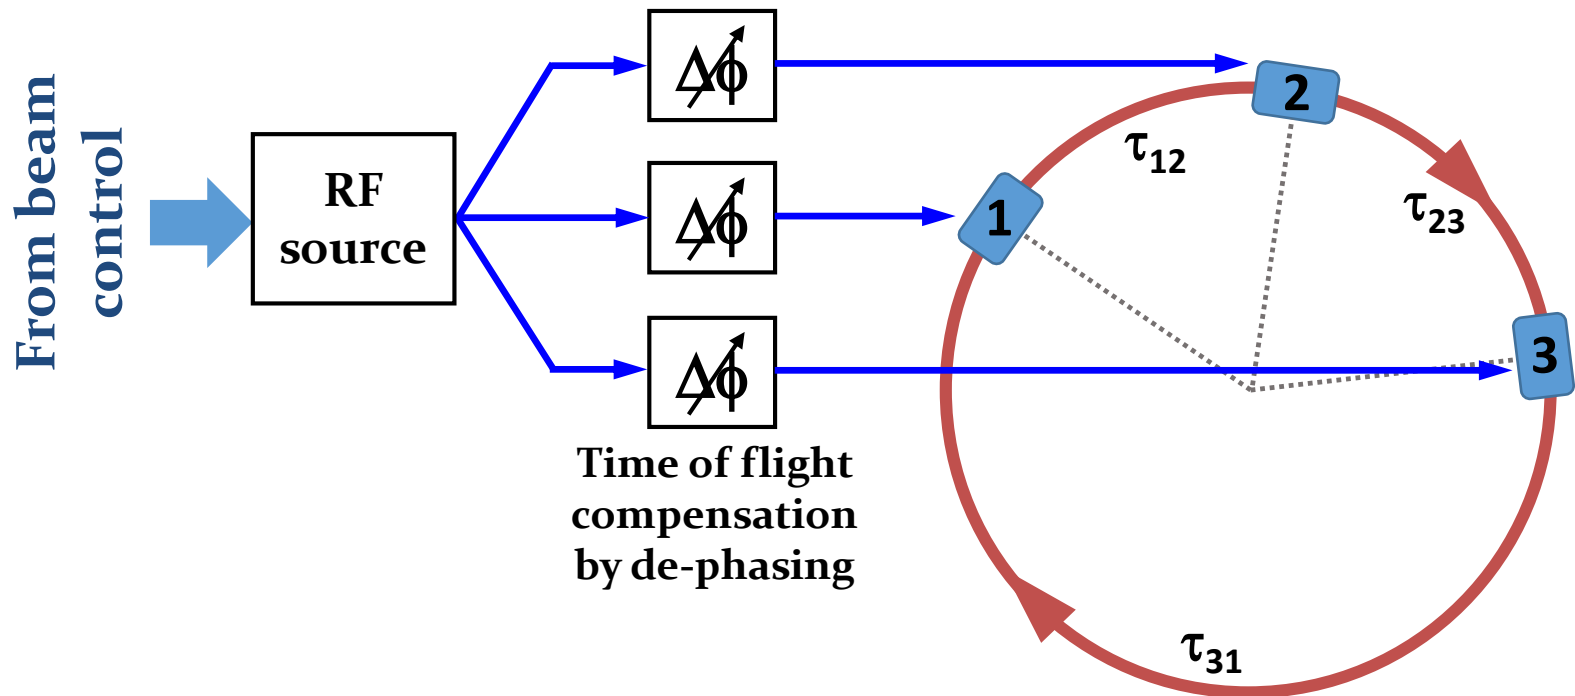 From beam
control
RF
source
Δϕ
Δϕ
Δϕ
Time of flight
compensation
by de-phasing
1
2
3
τ12
τ23
τ31